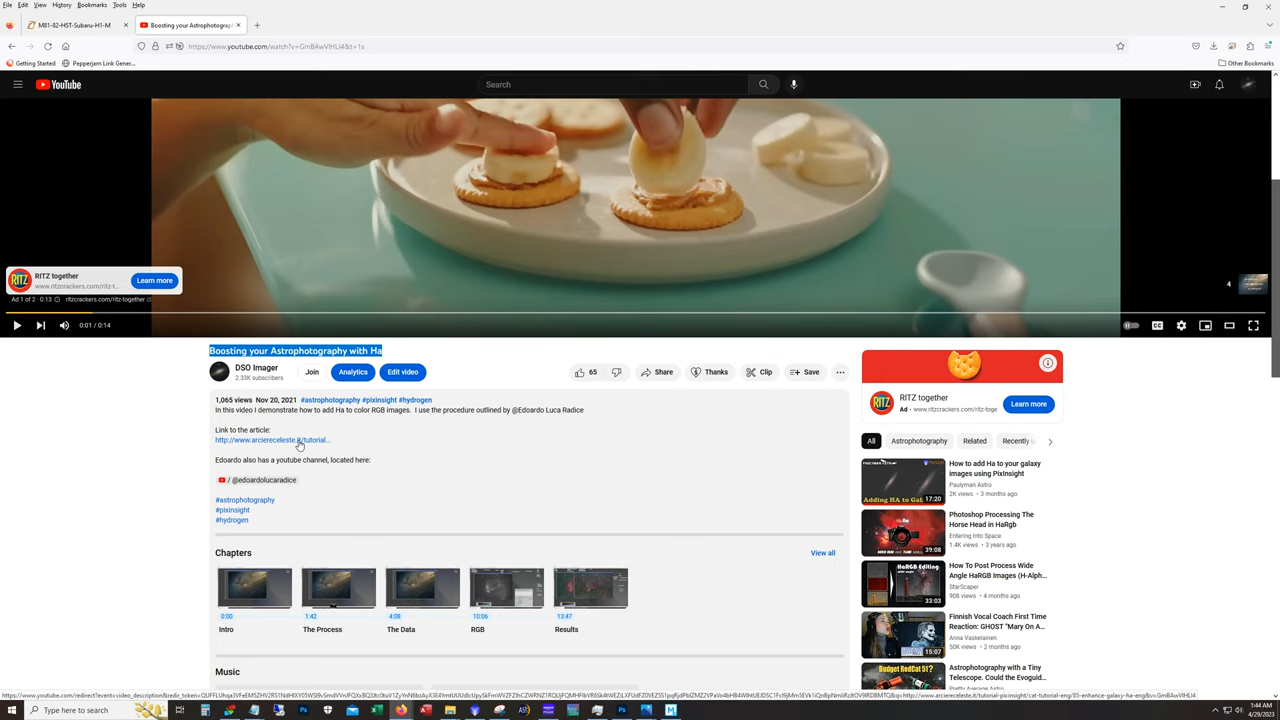 File Edit View History Bookmarks Tools Help
M81-82-HST-Subaru-H1-M
Boosting your Astrophotograph
https://www.youtube.com/watch?v=GmBAwVlHLI4&t=1s
Getting Started Pepperjam Link Gener...
Other Bookmarks
YouTube
Search
RITZ together
www.ritzcrackers.com/ritz-t...
Learn more
Ad 1 of 2 · 0:13 ritzcrackers.com/ritz-together
4
0:01 / 0:14
Boosting your Astrophotography with Ha
DSO Imager
2.33K subscribers
Join Analytics Edit video
65 Share Thanks Clip Save
1,065 views Nov 20, 2021 #astrophotography #pixinsight #hydrogen
In this video I demonstrate how to add Ha to color RGB images. I use the procedure outlined by @Edoardo Luca Radice
Link to the article:
http://www.arciereceleste.it/tutorial...
Edoardo also has a youtube channel, located here:
/ @edoardolucaradice
#astrophotography
#pixinsight
#hydrogen
Chapters
View all
0:00 1:42 4:08 10:06 13:47
Intro The Process The Data RGB Results
Music
RITZ together
Ad · www.ritzcrackers.com/ritz-toge
Learn more
All Astrophotography Related Recently u
Adding HA to Gal
17:20
How to add Ha to your galaxy
images using PixInsight
Paulyman Astro
2K views • 3 months ago
39:08
Photoshop Processing The
Horse Head in HaRgb
Entering Into Space
1.4K views • 3 years ago
HaRGB Editing
33:03
How To Post Process Wide
Angle HaRGB Images (H-Alph...
StarScaper
908 views • 4 months ago
15:07
Finnish Vocal Coach First Time
Reaction: GHOST "Mary On A...
Anna Vaskelainen
50K views • 2 months ago
Budget RedCat 51?
Astrophotography with a Tiny
Telescope. Could the Evoguid...
Pretty Average Astro
Type here to search
1:44 AM
4/29/2023